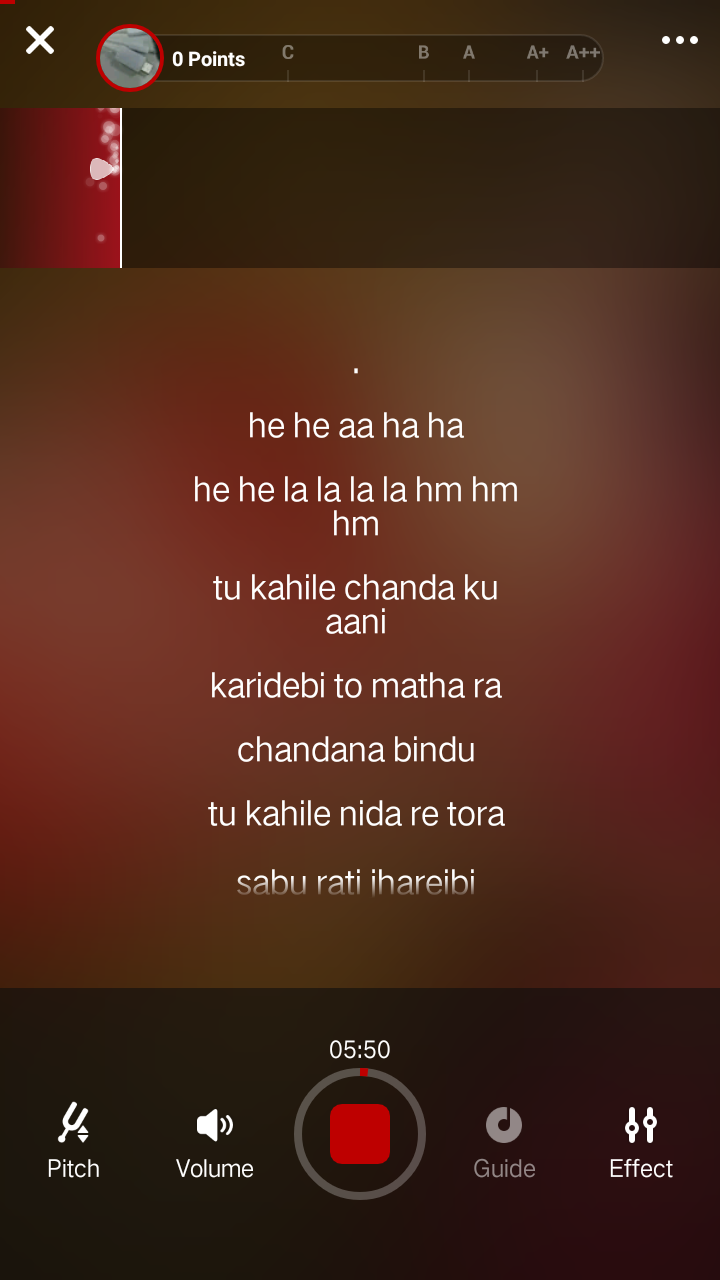 0 Points
C
B
A
A+
A++
.
he he aa ha ha
he he la la la la hm hm
hm
tu kahile chanda ku
aani
karidebi to matha ra
chandana bindu
tu kahile nida re tora
sabu rati jhareibi
05:50
Pitch
Volume
Guide
Effect